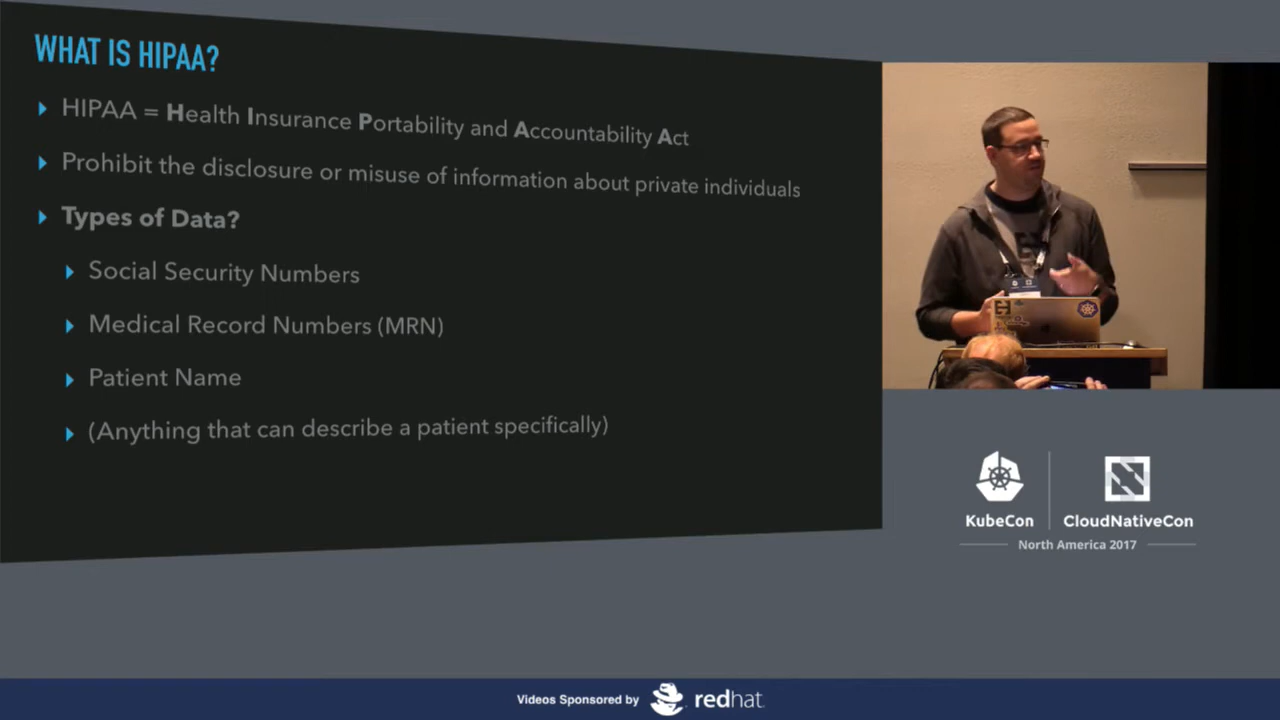 WHAT IS HIPAA?
HIPAA = Health Insurance Portability and Accountability Act
Prohibit the disclosure or misuse of information about private individuals
Types of Data?
Social Security Numbers
Medical Record Numbers (MRN)
Patient Name
(Anything that can describe a patient specifically)
KubeCon
CloudNativeCon
North America 2017
Videos Sponsored by
redhat.